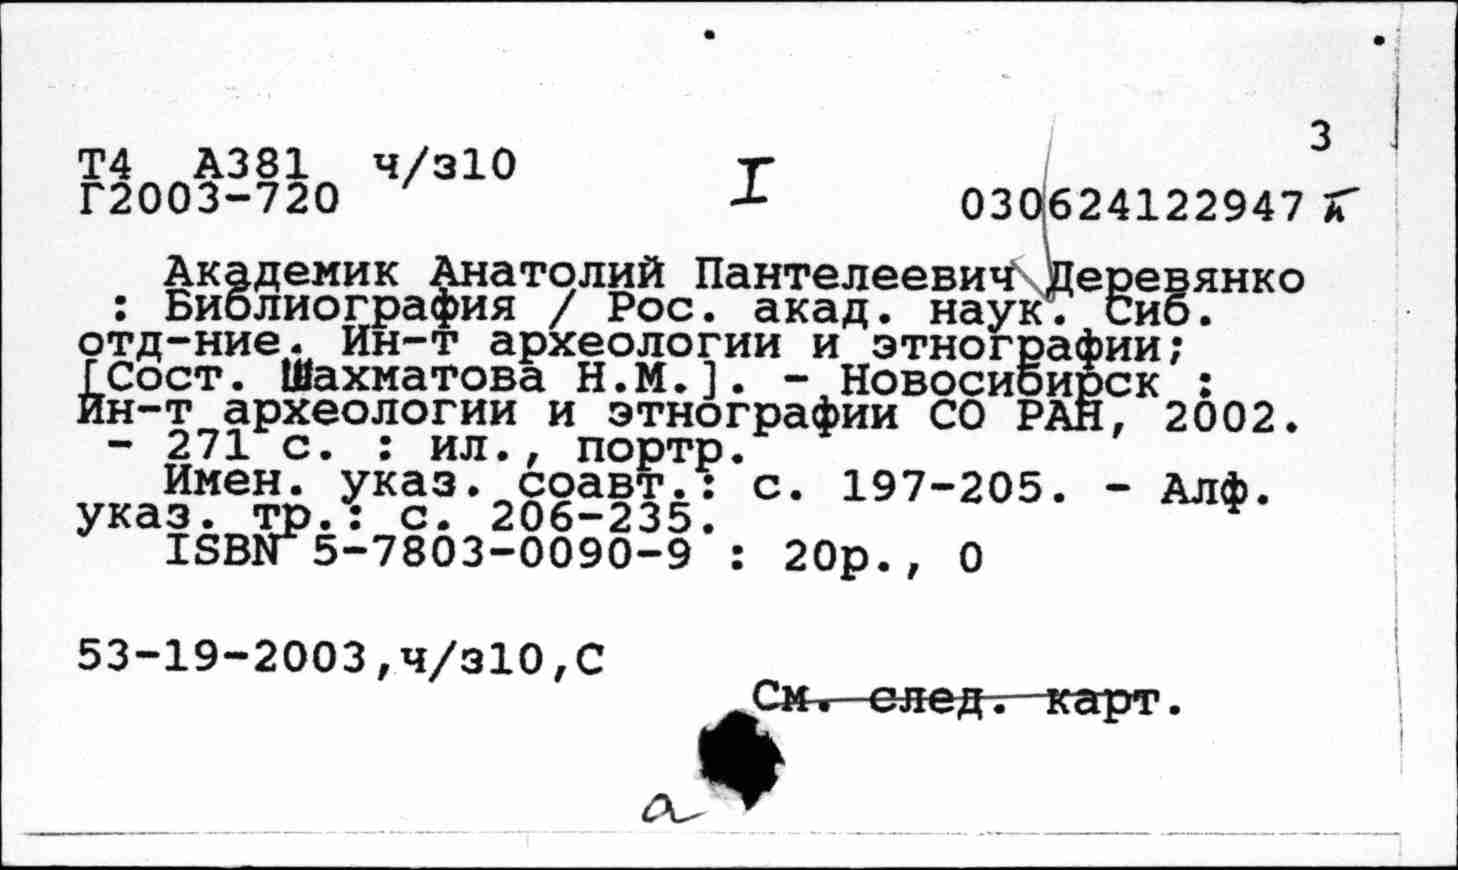 3
Т4 А381 ч/з10
Г2003-720 I 030624122947 к
Академик Анатолий Пантелеевич Деревянко
: Библиография / Рос. акад. наук. Сиб.
отд-ние. Ин-т археологии и этнографии;
[Сост. Шахматова Н.М.]. - Новосибирск :
Ин-т археологии и этнографии СО РАН, 2002.
- 271 с. : ил., портр.
Имен. указ. соавт.: с. 197-205. - Алф.
указ. тр.: с. 206-235.
ISBN 5-7803-0090-9 : 20р., 0
53-19-2003,ч/з10,С
См. след. карт.
а